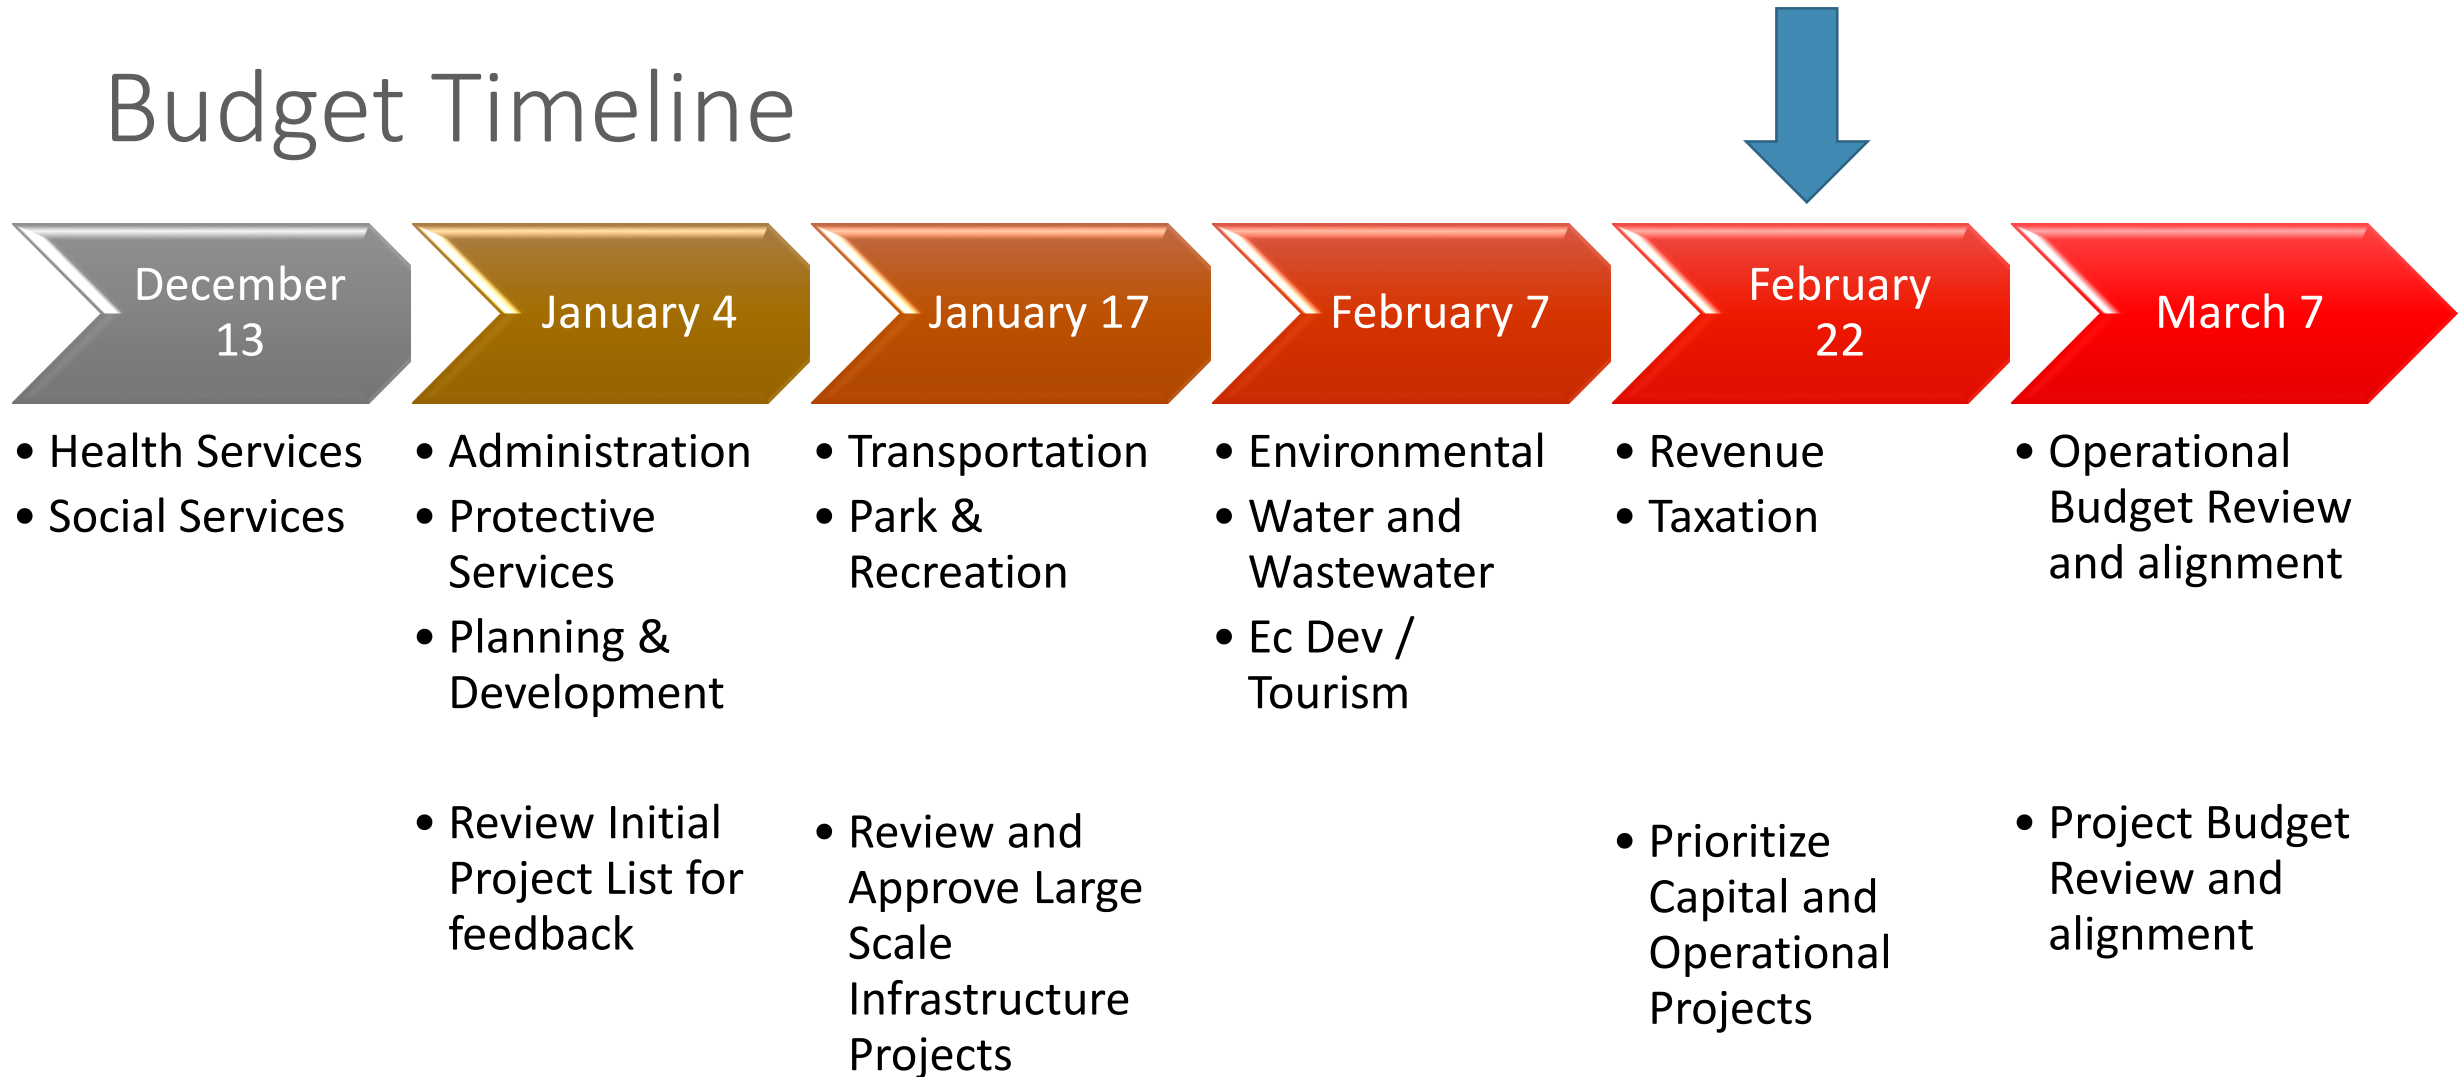 Budget Timeline
December
13
January 4
January 17
February 7
February
22
March 7
• Health Services
• Social Services
• Administration
• Protective
Services
• Planning &
Development
• Review Initial
Project List for
feedback
• Transportation
• Park &
Recreation
• Review and
Approve Large
Scale
Infrastructure
Projects
• Environmental
• Water and
Wastewater
• Ec Dev /
Tourism
• Revenue
• Taxation
• Prioritize
Capital and
Operational
Projects
• Operational
Budget Review
and alignment
• Project Budget
Review and
alignment